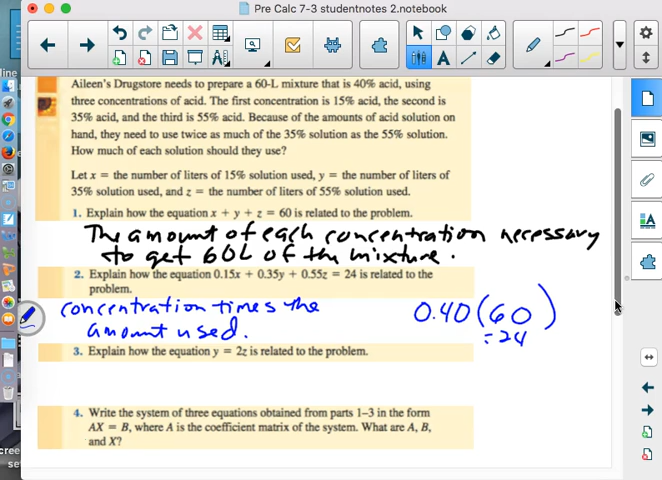 Pre Calc 7-3 studentnotes 2.notebook
Aileen's Drugstore needs to prepare a 60-L mixture that is 40% acid, using
three concentrations of acid. The first concentration is 15% acid, the second is
35% acid, and the third is 55% acid. Because of the amounts of acid solution on
hand, they need to use twice as much of the 35% solution as the 55% solution.
How much of each solution should they use?
Let x = the number of liters of 15% solution used, y = the number of liters of
35% solution used, and z = the number of liters of 55% solution used.
1. Explain how the equation x + y + z = 60 is related to the problem.
The amount of each concentration necessary
to get 60L of the mixture.
2. Explain how the equation 0.15x + 0.35y + 0.55z = 24 is related to the
problem.
concentration times the
amount used.
0.40(60)
=24
3. Explain how the equation y = 2z is related to the problem.
4. Write the system of three equations obtained from parts 1–3 in the form
AX = B, where A is the coefficient matrix of the system. What are A, B,
and X?